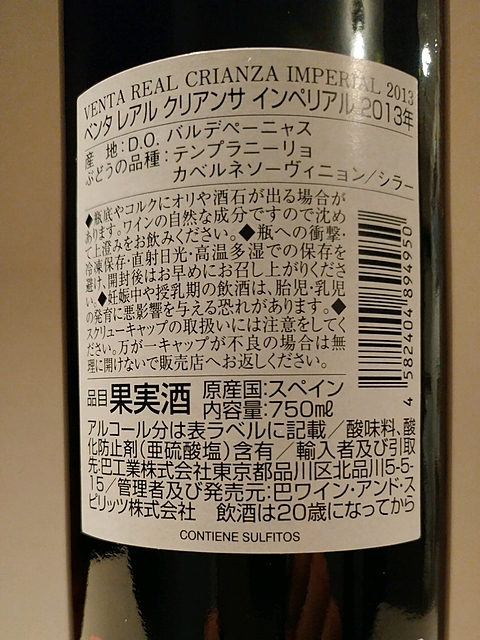 VENTA REAL CRIANZA IMPERIAL 2013
ベンタ レアル クリアンサ インペリアル 2013年
産　地：D.O. バルデペーニャス
ぶどうの品種：テンプラニーリョ
カベルネソーヴィニョン／シラー
◆瓶底やコルクにオリや酒石が出る場合が
あります。ワインの自然な成分ですので沈め
て上澄みをお飲みください。◆瓶への衝撃・
冷凍保存・直射日光・高温多湿での保存を
避け、開封後はお早めにお召し上がりくださ
い。◆妊娠中や授乳期の飲酒は、胎児・乳児
の発育に悪影響を与える恐れがあります。◆
スクリューキャップの取扱いには注意をしてく
ださい。万が一キャップが不良の場合は無
理に開けないで販売店へお返しください。
4 582404 894950
品目 果実酒
原産国：スペイン
内容量：750mℓ
アルコール分は表ラベルに記載／酸味料、酸
化防止剤(亜硫酸塩)含有／輸入者及び引取
先：巴工業株式会社東京都品川区北品川5-5-
15／管理者及び発売元：巴ワイン・アンド・ス
ピリッツ株式会社　飲酒は20歳になってから
CONTIENE SULFITOS